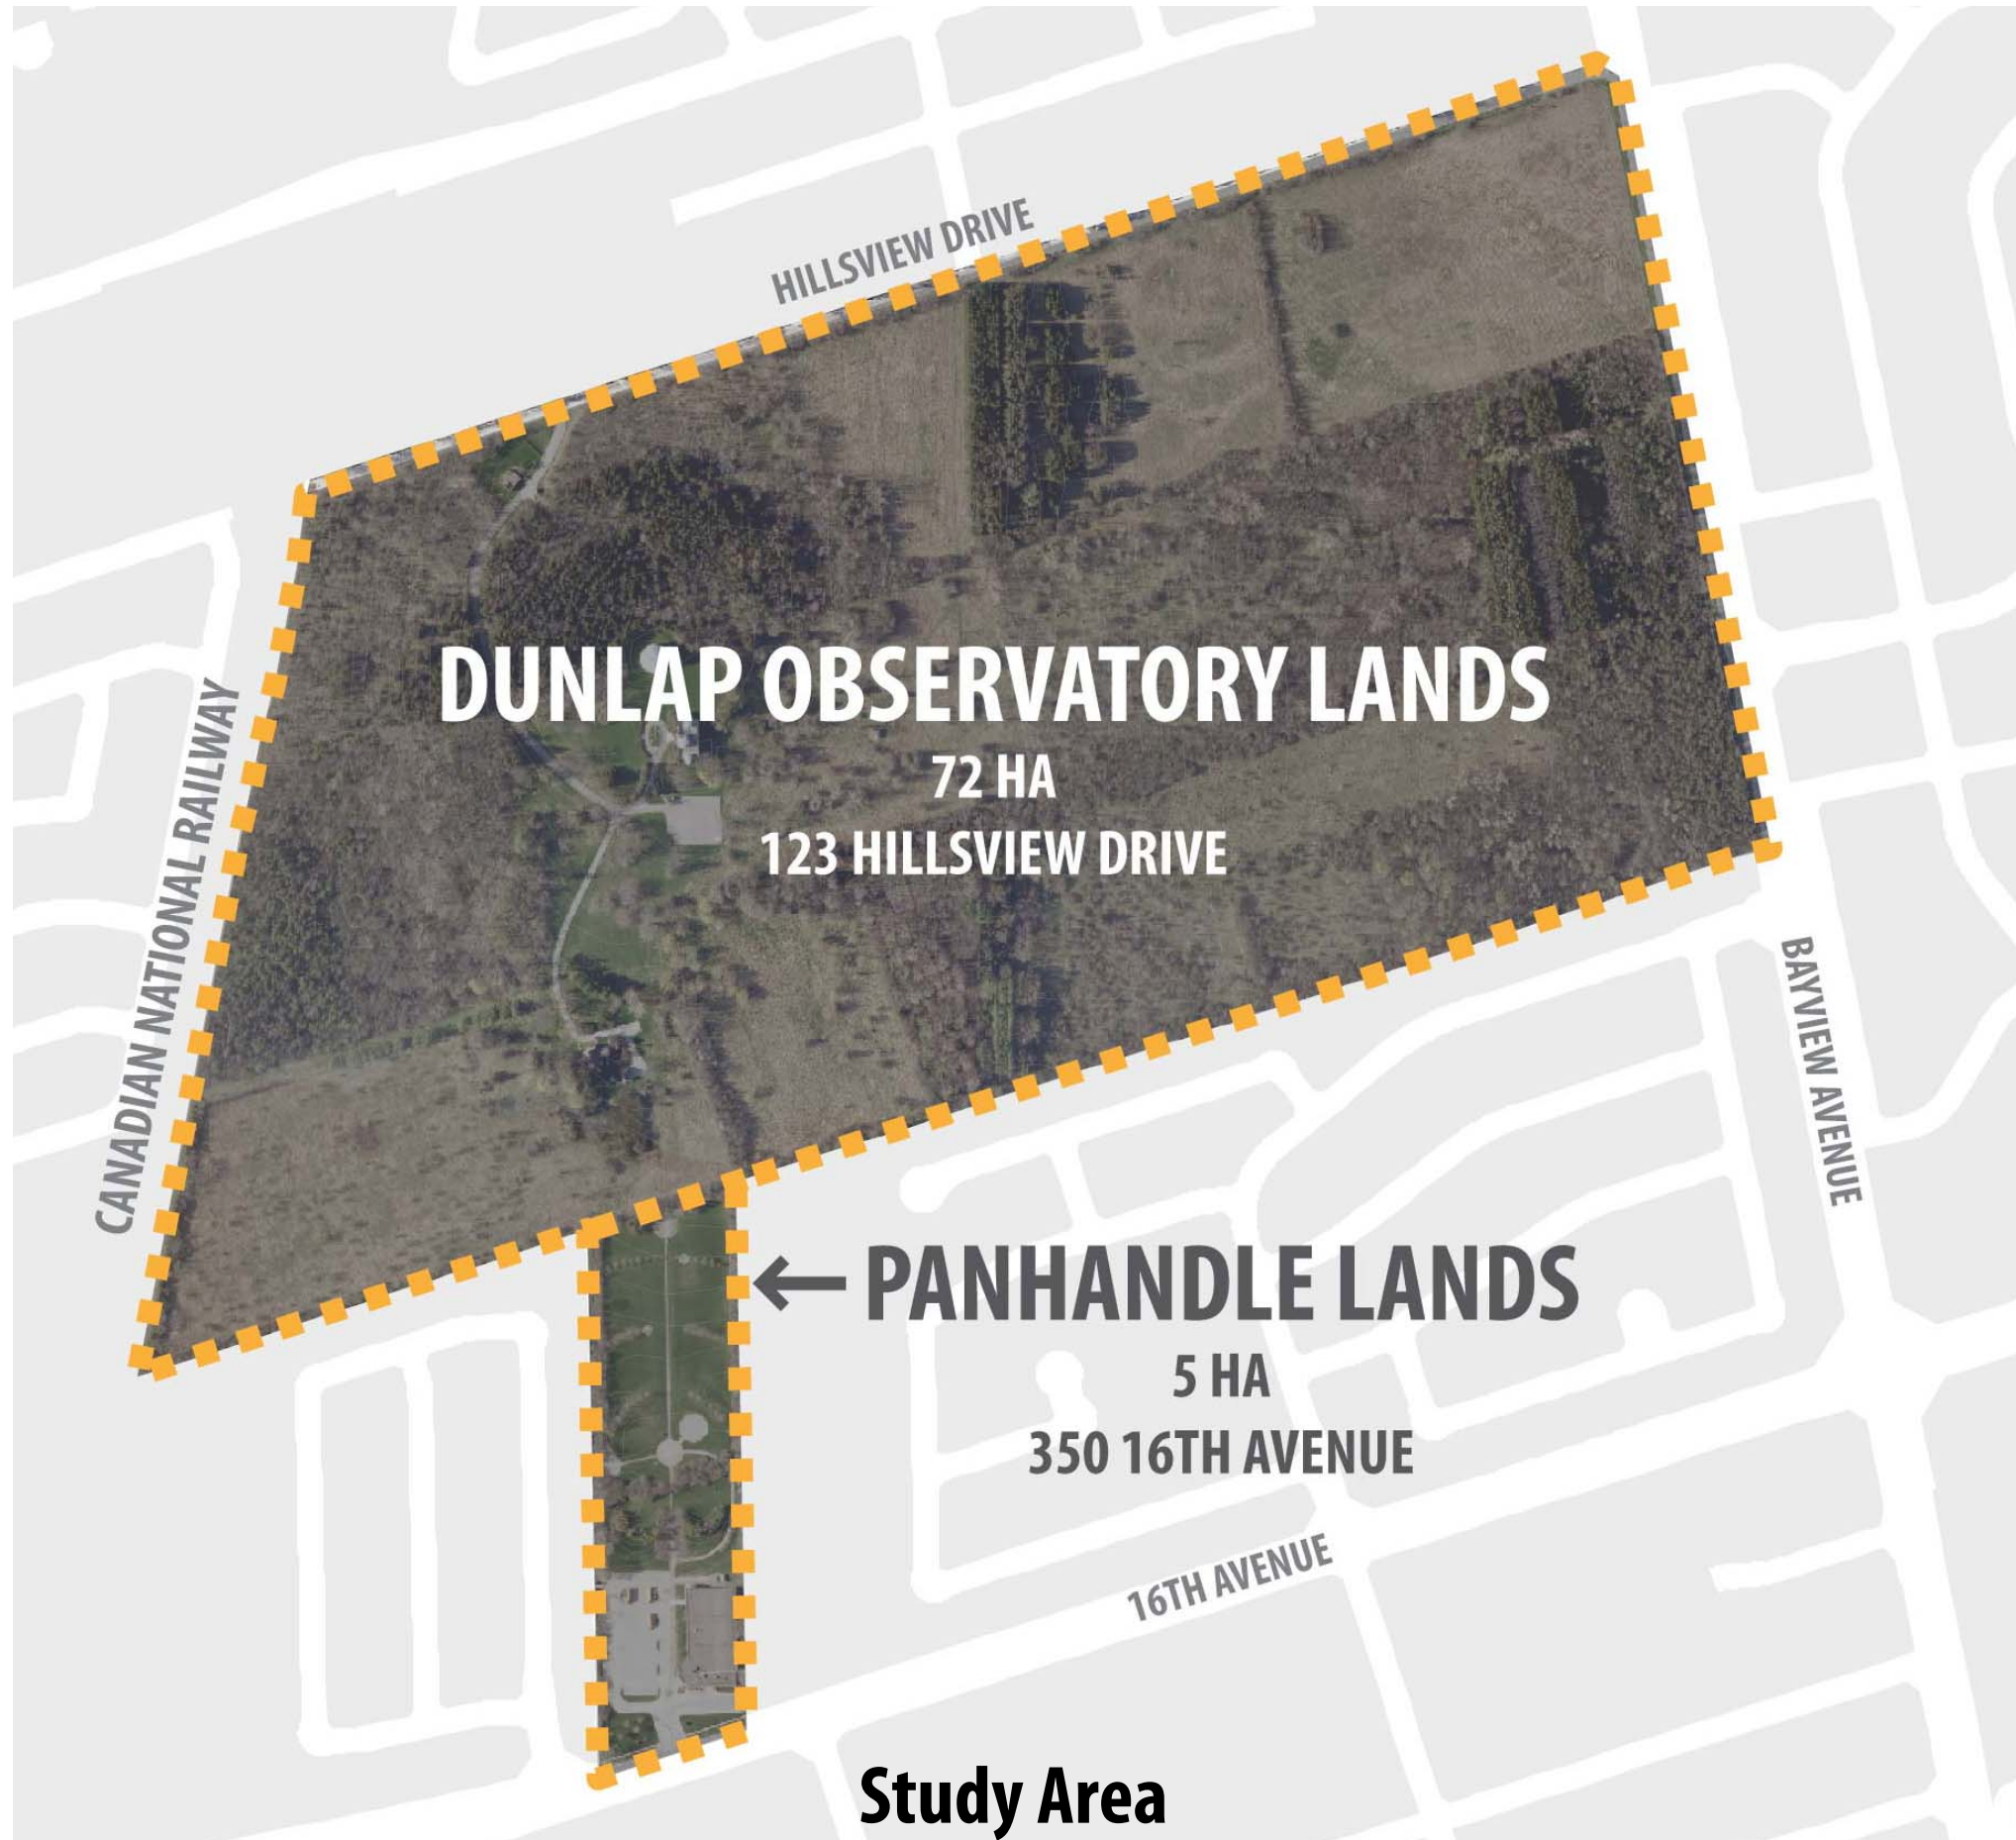 HILLSVIEW DRIVE
DUNLAP OBSERVATORY LANDS
72 HA
123 HILLSVIEW DRIVE
CANADIAN NATIONAL RAILWAY
BAYVIEW AVENUE
← PANHANDLE LANDS
5 HA
350 16TH AVENUE
16TH AVENUE
Study Area